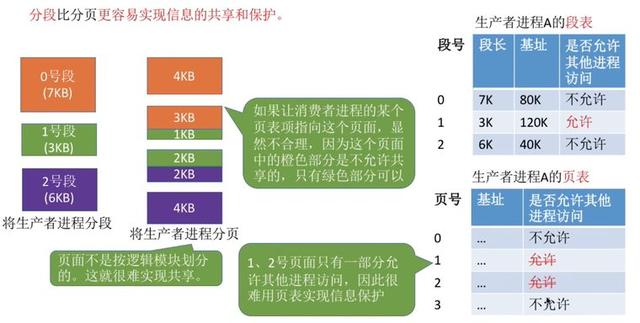 分段比分页更容易实现信息的共享和保护。
0号段
(7KB)
1号段
(3KB)
2号段
(6KB)
将生产者进程分段
4KB
3KB
1KB
2KB
2KB
4KB
将生产者进程分页
如果让消费者进程的某个
页表项指向这个页面，显
然不合理，因为这个页面
中的橙色部分是不允许共
享的，只有绿色部分可以
页面不是按逻辑模块划分
的。这就很难实现共享。
1、2号页面只有一部分允
许其他进程访问，因此很
难用页表实现信息保护
生产者进程A的段表
段号 段长 基址 是否允许
其他进程
访问
0 7K 80K 不允许
1 3K 120K 允许
2 6K 40K 不允许
生产者进程A的页表
页号 基址 是否允许其他
进程访问
0 ... 不允许
1 ... 允许
2 ... 允许
3 ... 不允许